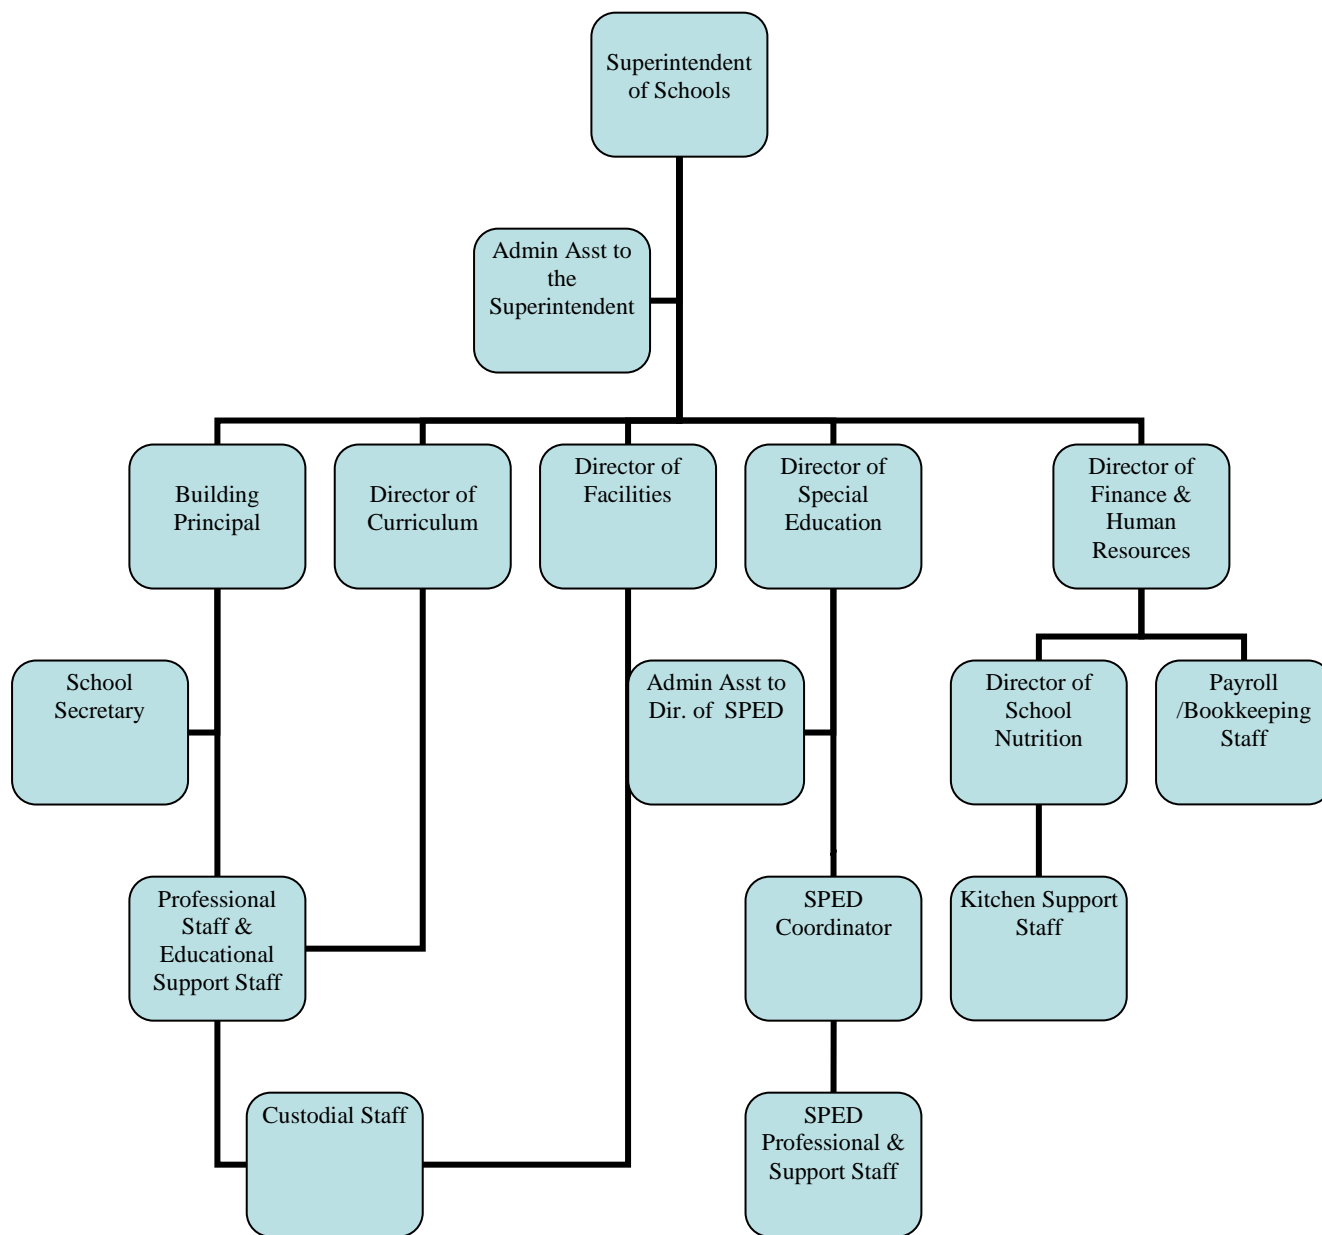 Superintendent
of Schools
Admin Asst to
the
Superintendent
Building
Principal
Director of
Curriculum
Director of
Facilities
Director of
Special
Education
Director of
Finance &
Human
Resources
School
Secretary
Admin Asst to
Dir. of SPED
Director of
School
Nutrition
Payroll
/Bookkeeping
Staff
Professional
Staff &
Educational
Support Staff
SPED
Coordinator
Kitchen Support
Staff
Custodial Staff
SPED
Professional &
Support Staff